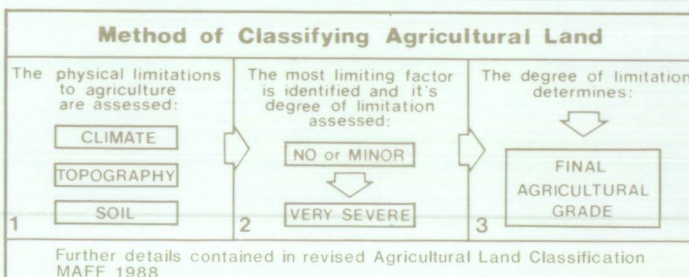 Method of Classifying Agricultural Land
The physical limitations
to agriculture
are assessed:
CLIMATE
TOPOGRAPHY
SOIL
1
The most limiting factor
is identified and it's
degree of limitation
assessed:
NO or MINOR
VERY SEVERE
2
The degree of limitation
determines:
FINAL
AGRICULTURAL
GRADE
3
Further details contained in revised Agricultural Land Classification
MAFF 1988